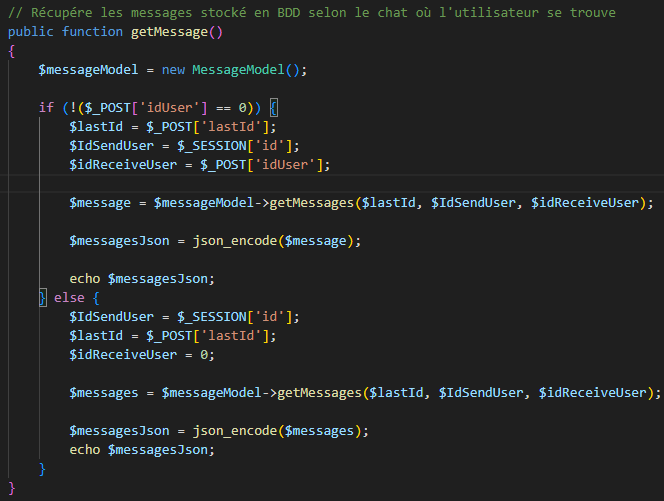 // Récupére les messages stocké en BDD selon le chat où l'utilisateur se trouve
public function getMessage()
{
    $messageModel = new MessageModel();
    if (!($_POST['idUser'] == 0)) {
        $lastId = $_POST['lastId'];
        $IdSendUser = $_SESSION['id'];
        $idReceiveUser = $_POST['idUser'];
        $message = $messageModel->getMessages($lastId, $IdSendUser, $idReceiveUser);
        $messagesJson = json_encode($message);
        echo $messagesJson;
    } else {
        $IdSendUser = $_SESSION['id'];
        $lastId = $_POST['lastId'];
        $idReceiveUser = 0;
        $messages = $messageModel->getMessages($lastId, $IdSendUser, $idReceiveUser);
        $messagesJson = json_encode($messages);
        echo $messagesJson;
    }
}